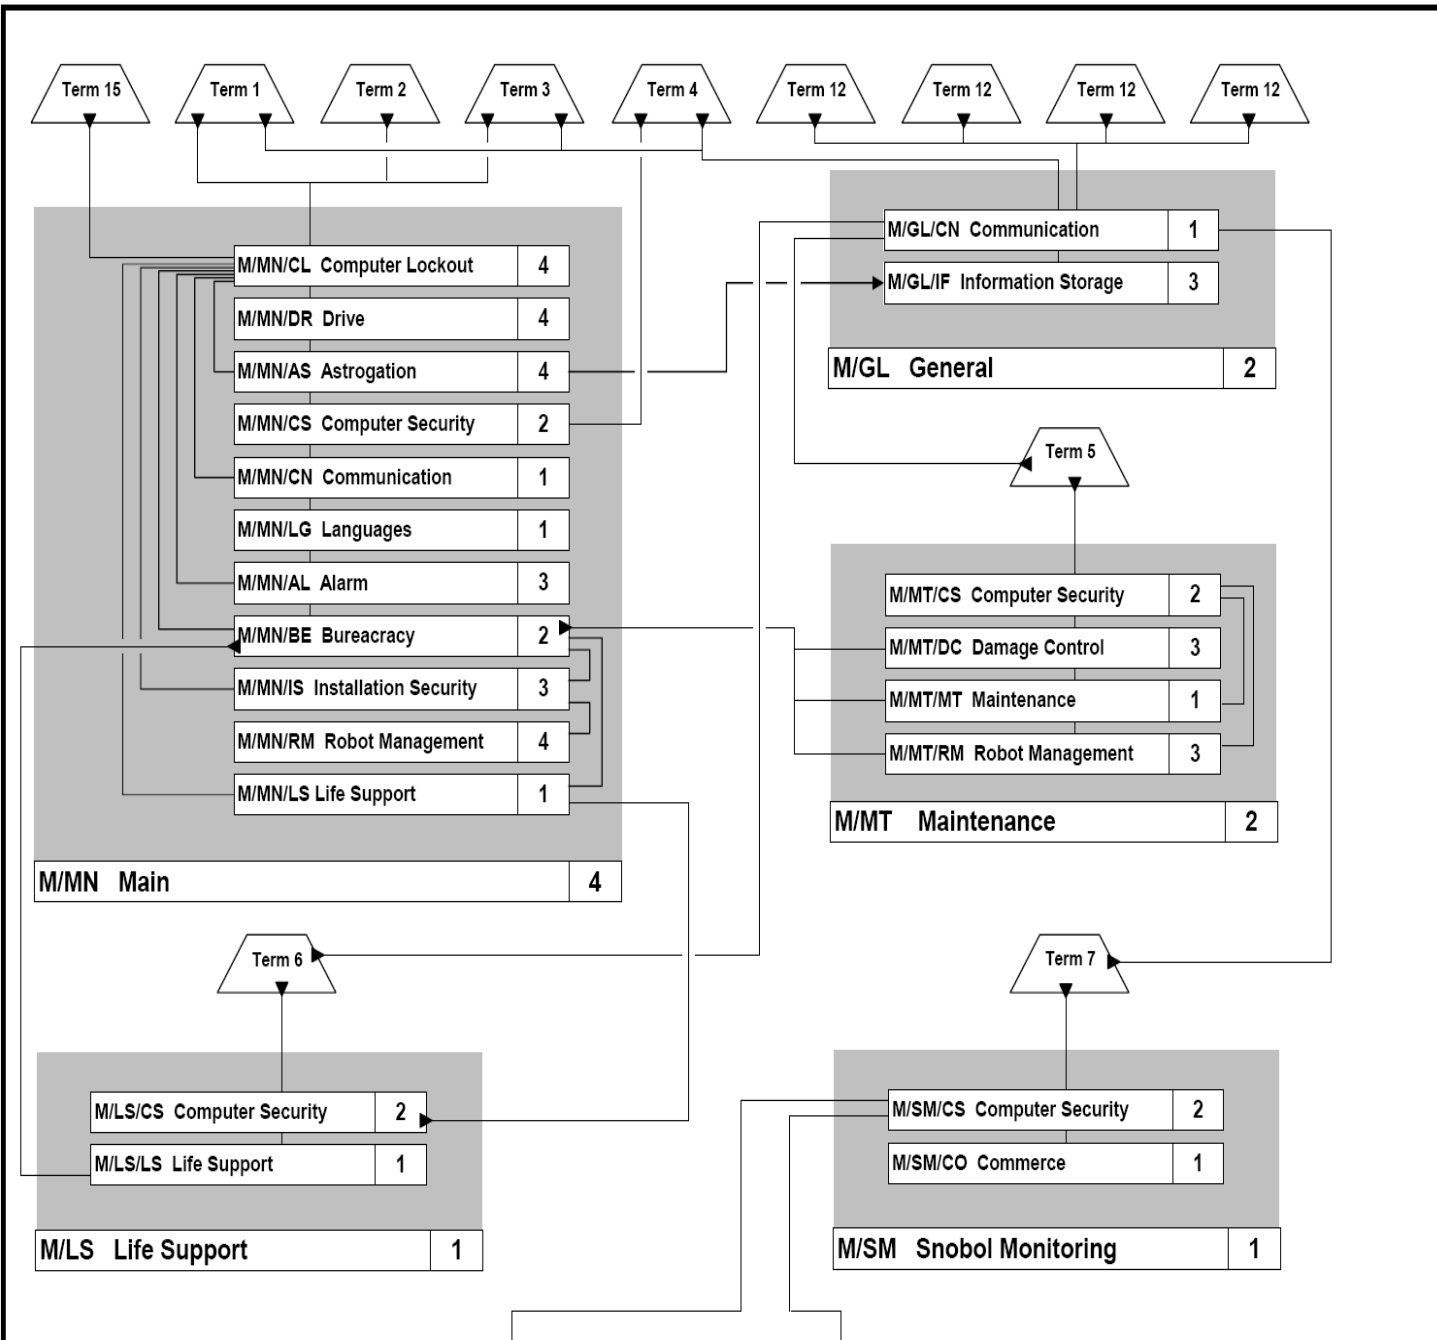 Term 15
Term 1
Term 2
Term 3
Term 4
Term 12
Term 12
Term 12
Term 12
M/MN/CL Computer Lockout 4
M/MN/DR Drive 4
M/MN/AS Astrogation 4
M/MN/CS Computer Security 2
M/MN/CN Communication 1
M/MN/LG Languages 1
M/MN/AL Alarm 3
M/MN/BE Bureacracy 2
M/MN/IS Installation Security 3
M/MN/RM Robot Management 4
M/MN/LS Life Support 1
M/MN Main 4
M/GL/CN Communication 1
M/GL/IF Information Storage 3
M/GL General 2
Term 5
M/MT/CS Computer Security 2
M/MT/DC Damage Control 3
M/MT/MT Maintenance 1
M/MT/RM Robot Management 3
M/MT Maintenance 2
Term 6
M/LS/CS Computer Security 2
M/LS/LS Life Support 1
M/LS Life Support 1
Term 7
M/SM/CS Computer Security 2
M/SM/CO Commerce 1
M/SM Snobol Monitoring 1